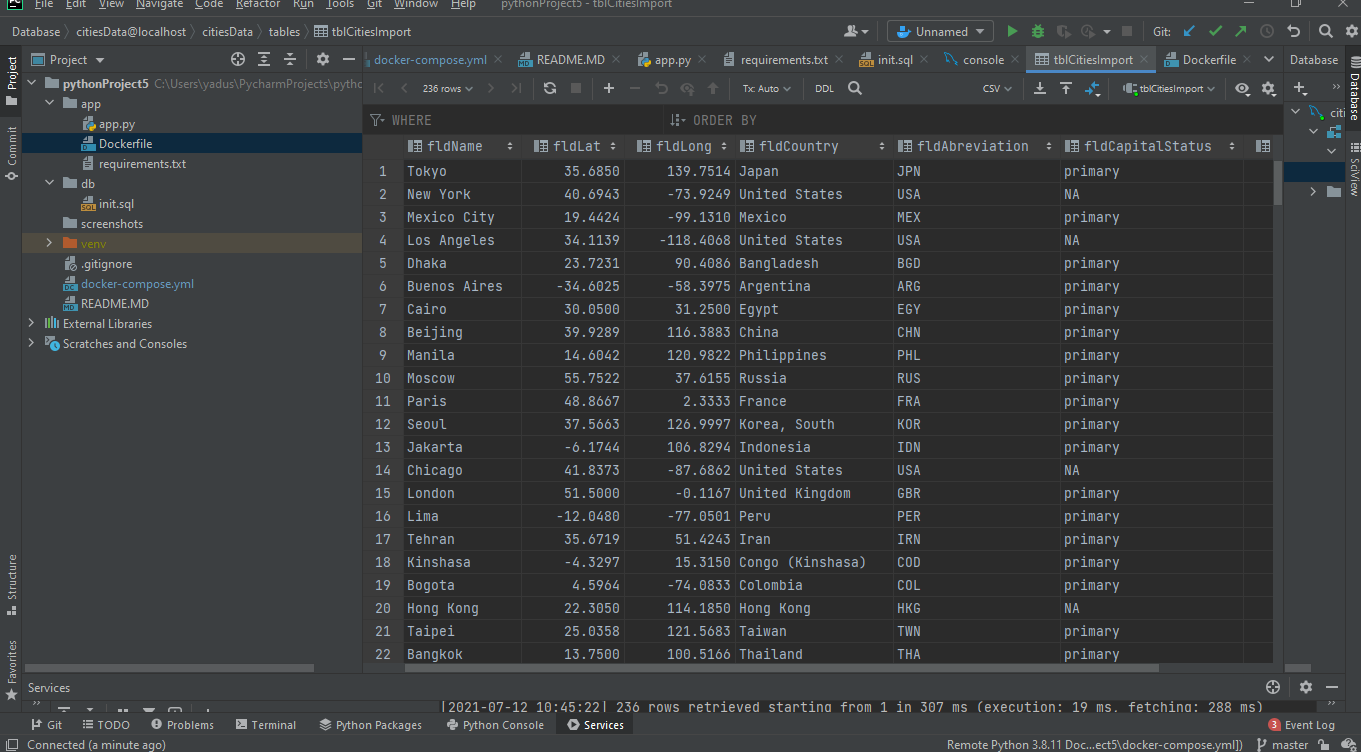 PC File Edit View Navigate Code Refactor Run Tools Git Window Help pythonProject5 - tblCitiesImport
Database citiesData@localhost citiesData tables tblCitiesImport Unnamed Git:
Project docker-compose.yml README.MD app.py requirements.txt init.sql console tblCitiesImport Dockerfile Database
236 rows Tx: Auto DDL CSV tblCitiesImport
WHERE ORDER BY
fldName fldLat fldLong fldCountry fldAbreviation fldCapitalStatus
1 Tokyo 35.6850 139.7514 Japan JPN primary
2 New York 40.6943 -73.9249 United States USA NA
3 Mexico City 19.4424 -99.1310 Mexico MEX primary
4 Los Angeles 34.1139 -118.4068 United States USA NA
5 Dhaka 23.7231 90.4086 Bangladesh BGD primary
6 Buenos Aires -34.6025 -58.3975 Argentina ARG primary
7 Cairo 30.0500 31.2500 Egypt EGY primary
8 Beijing 39.9289 116.3883 China CHN primary
9 Manila 14.6042 120.9822 Philippines PHL primary
10 Moscow 55.7522 37.6155 Russia RUS primary
11 Paris 48.8667 2.3333 France FRA primary
12 Seoul 37.5663 126.9997 Korea, South KOR primary
13 Jakarta -6.1744 106.8294 Indonesia IDN primary
14 Chicago 41.8373 -87.6862 United States USA NA
15 London 51.5000 -0.1167 United Kingdom GBR primary
16 Lima -12.0480 -77.0501 Peru PER primary
17 Tehran 35.6719 51.4243 Iran IRN primary
18 Kinshasa -4.3297 15.3150 Congo (Kinshasa) COD primary
19 Bogota 4.5964 -74.0833 Colombia COL primary
20 Hong Kong 22.3050 114.1850 Hong Kong HKG NA
21 Taipei 25.0358 121.5683 Taiwan TWN primary
22 Bangkok 13.7500 100.5166 Thailand THA primary
pythonProject5 C:\Users\yadus\PycharmProjects\pytho
app
app.py
Dockerfile
requirements.txt
db
init.sql
screenshots
venv
.gitignore
docker-compose.yml
README.MD
External Libraries
Scratches and Consoles
Project
Commit
Structure
Favorites
Database
SciView
citi
Services
[2021-07-12 10:45:22] 236 rows retrieved starting from 1 in 307 ms (execution: 19 ms, fetching: 288 ms)
Git TODO Problems Terminal Python Packages Python Console Services 3 Event Log
Connected (a minute ago) Remote Python 3.8.11 Doc...ect5\docker-compose.yml]) master